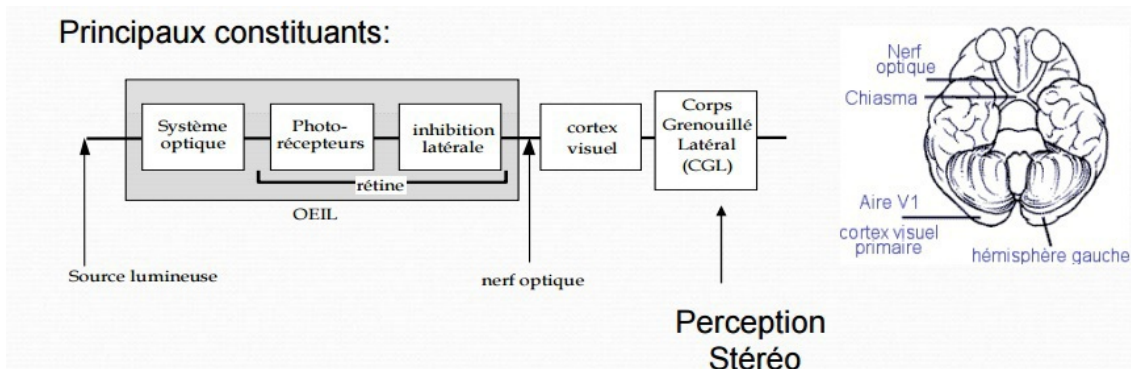 Principaux constituants:
Système
optique
Photo-
récepteurs
inhibition
latérale
rétine
OEIL
cortex
visuel
Corps
Grenouillé
Latéral
(CGL)
Source lumineuse
nerf optique
Perception
Stéréo
Nerf
optique
Chiasma
Aire V1
cortex visuel
primaire
hémisphère gauche